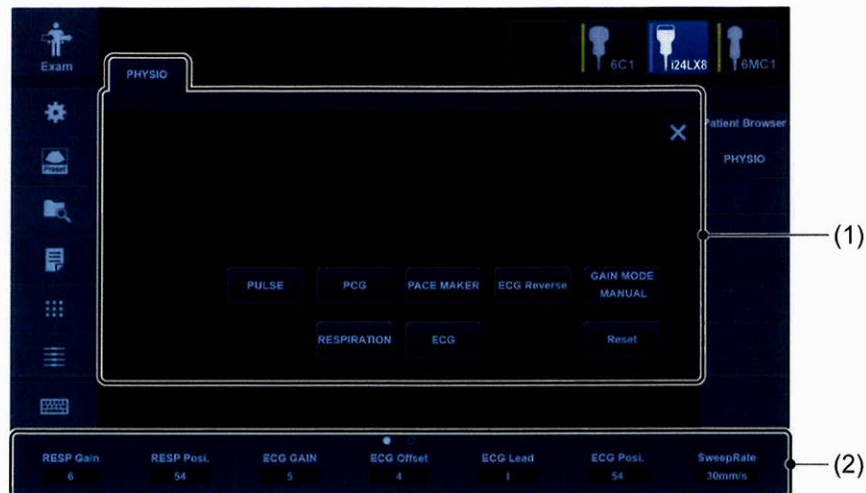 Exam
6C1
i24LX8
6MC1
PHYSIO
Patient Browser
Preset
PHYSIO
(1)
PULSE
PCG
PACE MAKER
ECG Reverse
GAIN MODE
MANUAL
RESPIRATION
ECG
Reset
RESP Gain
RESP Posi.
ECG GAIN
ECG Offset
ECG Lead
ECG Posi.
SweepRate
6
54
5
4
I
54
30mm/s
(2)